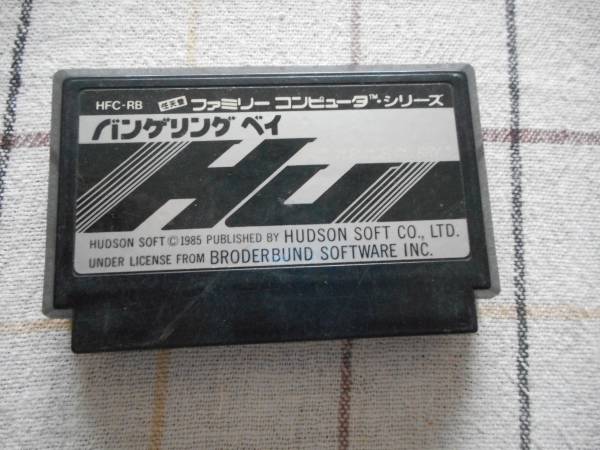 HFC-RB 任天堂 ファミリー コンピュータ™・シリーズ
バンゲリング ベイ
HU
HUDSON SOFT © 1985 PUBLISHED BY HUDSON SOFT CO., LTD.
UNDER LICENSE FROM BRODERBUND SOFTWARE INC.